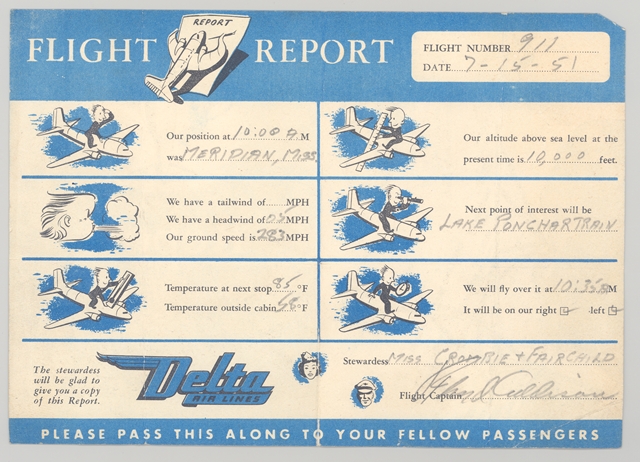 REPORT
FLIGHT REPORT
FLIGHT NUMBER 911
DATE 7-15-51
Our position at 10:00 A M
was MERIDIAN, MISS.
Our altitude above sea level at the
present time is 10,000 feet.
We have a tailwind of MPH
We have a headwind of 25 MPH
Our ground speed is 283 MPH
Next point of interest will be
LAKE PONCHARTRAIN
Temperature at next stop 85 °F
Temperature outside cabin °F
We will fly over it at 10:35 A M
It will be on our right left
The stewardess
will be glad to
give you a copy
of this Report.
Delta
AIR LINES
Stewardess MISS CROMBIE + FAIRCHILD
Flight Captain
PLEASE PASS THIS ALONG TO YOUR FELLOW PASSENGERS